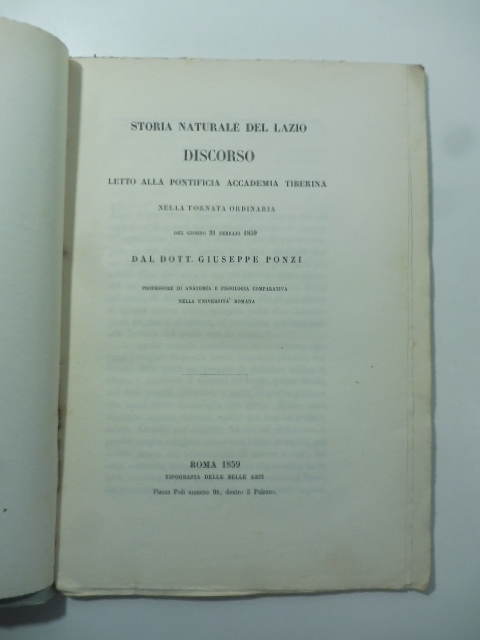 STORIA NATURALE DEL LAZIO
DISCORSO
LETTO ALLA PONTIFICIA ACCADEMIA TIBERINA
NELLA TORNATA ORDINARIA
DEL GIORNO 21 FEBRARO 1859
DAL DOTT. GIUSEPPE PONZI
PROFESSORE DI ANATOMIA E FISIOLOGIA COMPARATIVA
NELLA UNIVERSITA' ROMANA
ROMA 1859
TIPOGRAFIA DELLE BELLE ARTI
Piazza Poli numero 91, dentro il Palazzo.